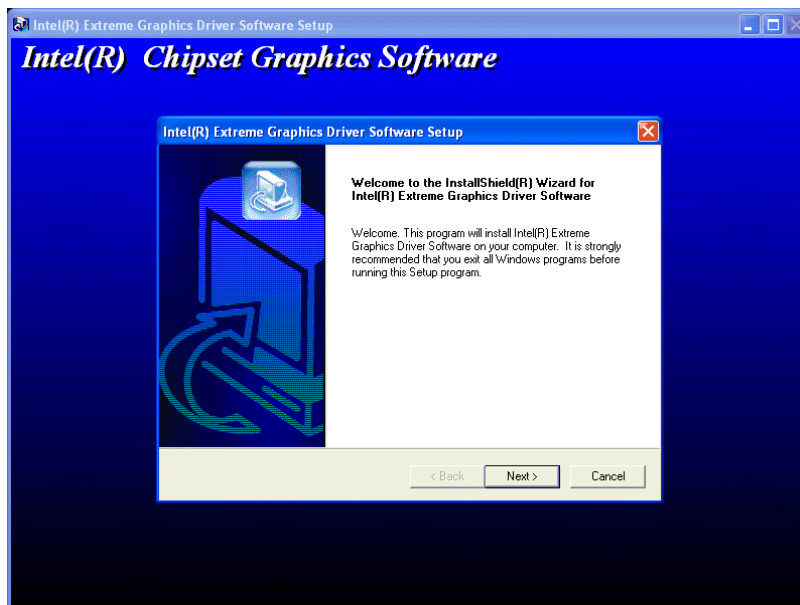 Intel(R) Extreme Graphics Driver Software Setup
Intel(R) Chipset Graphics Software
Intel(R) Extreme Graphics Driver Software Setup
Welcome to the InstallShield(R) Wizard for
Intel(R) Extreme Graphics Driver Software
Welcome. This program will install Intel(R) Extreme
Graphics Driver Software on your computer. It is strongly
recommended that you exit all Windows programs before
running this Setup program.
< Back Next > Cancel